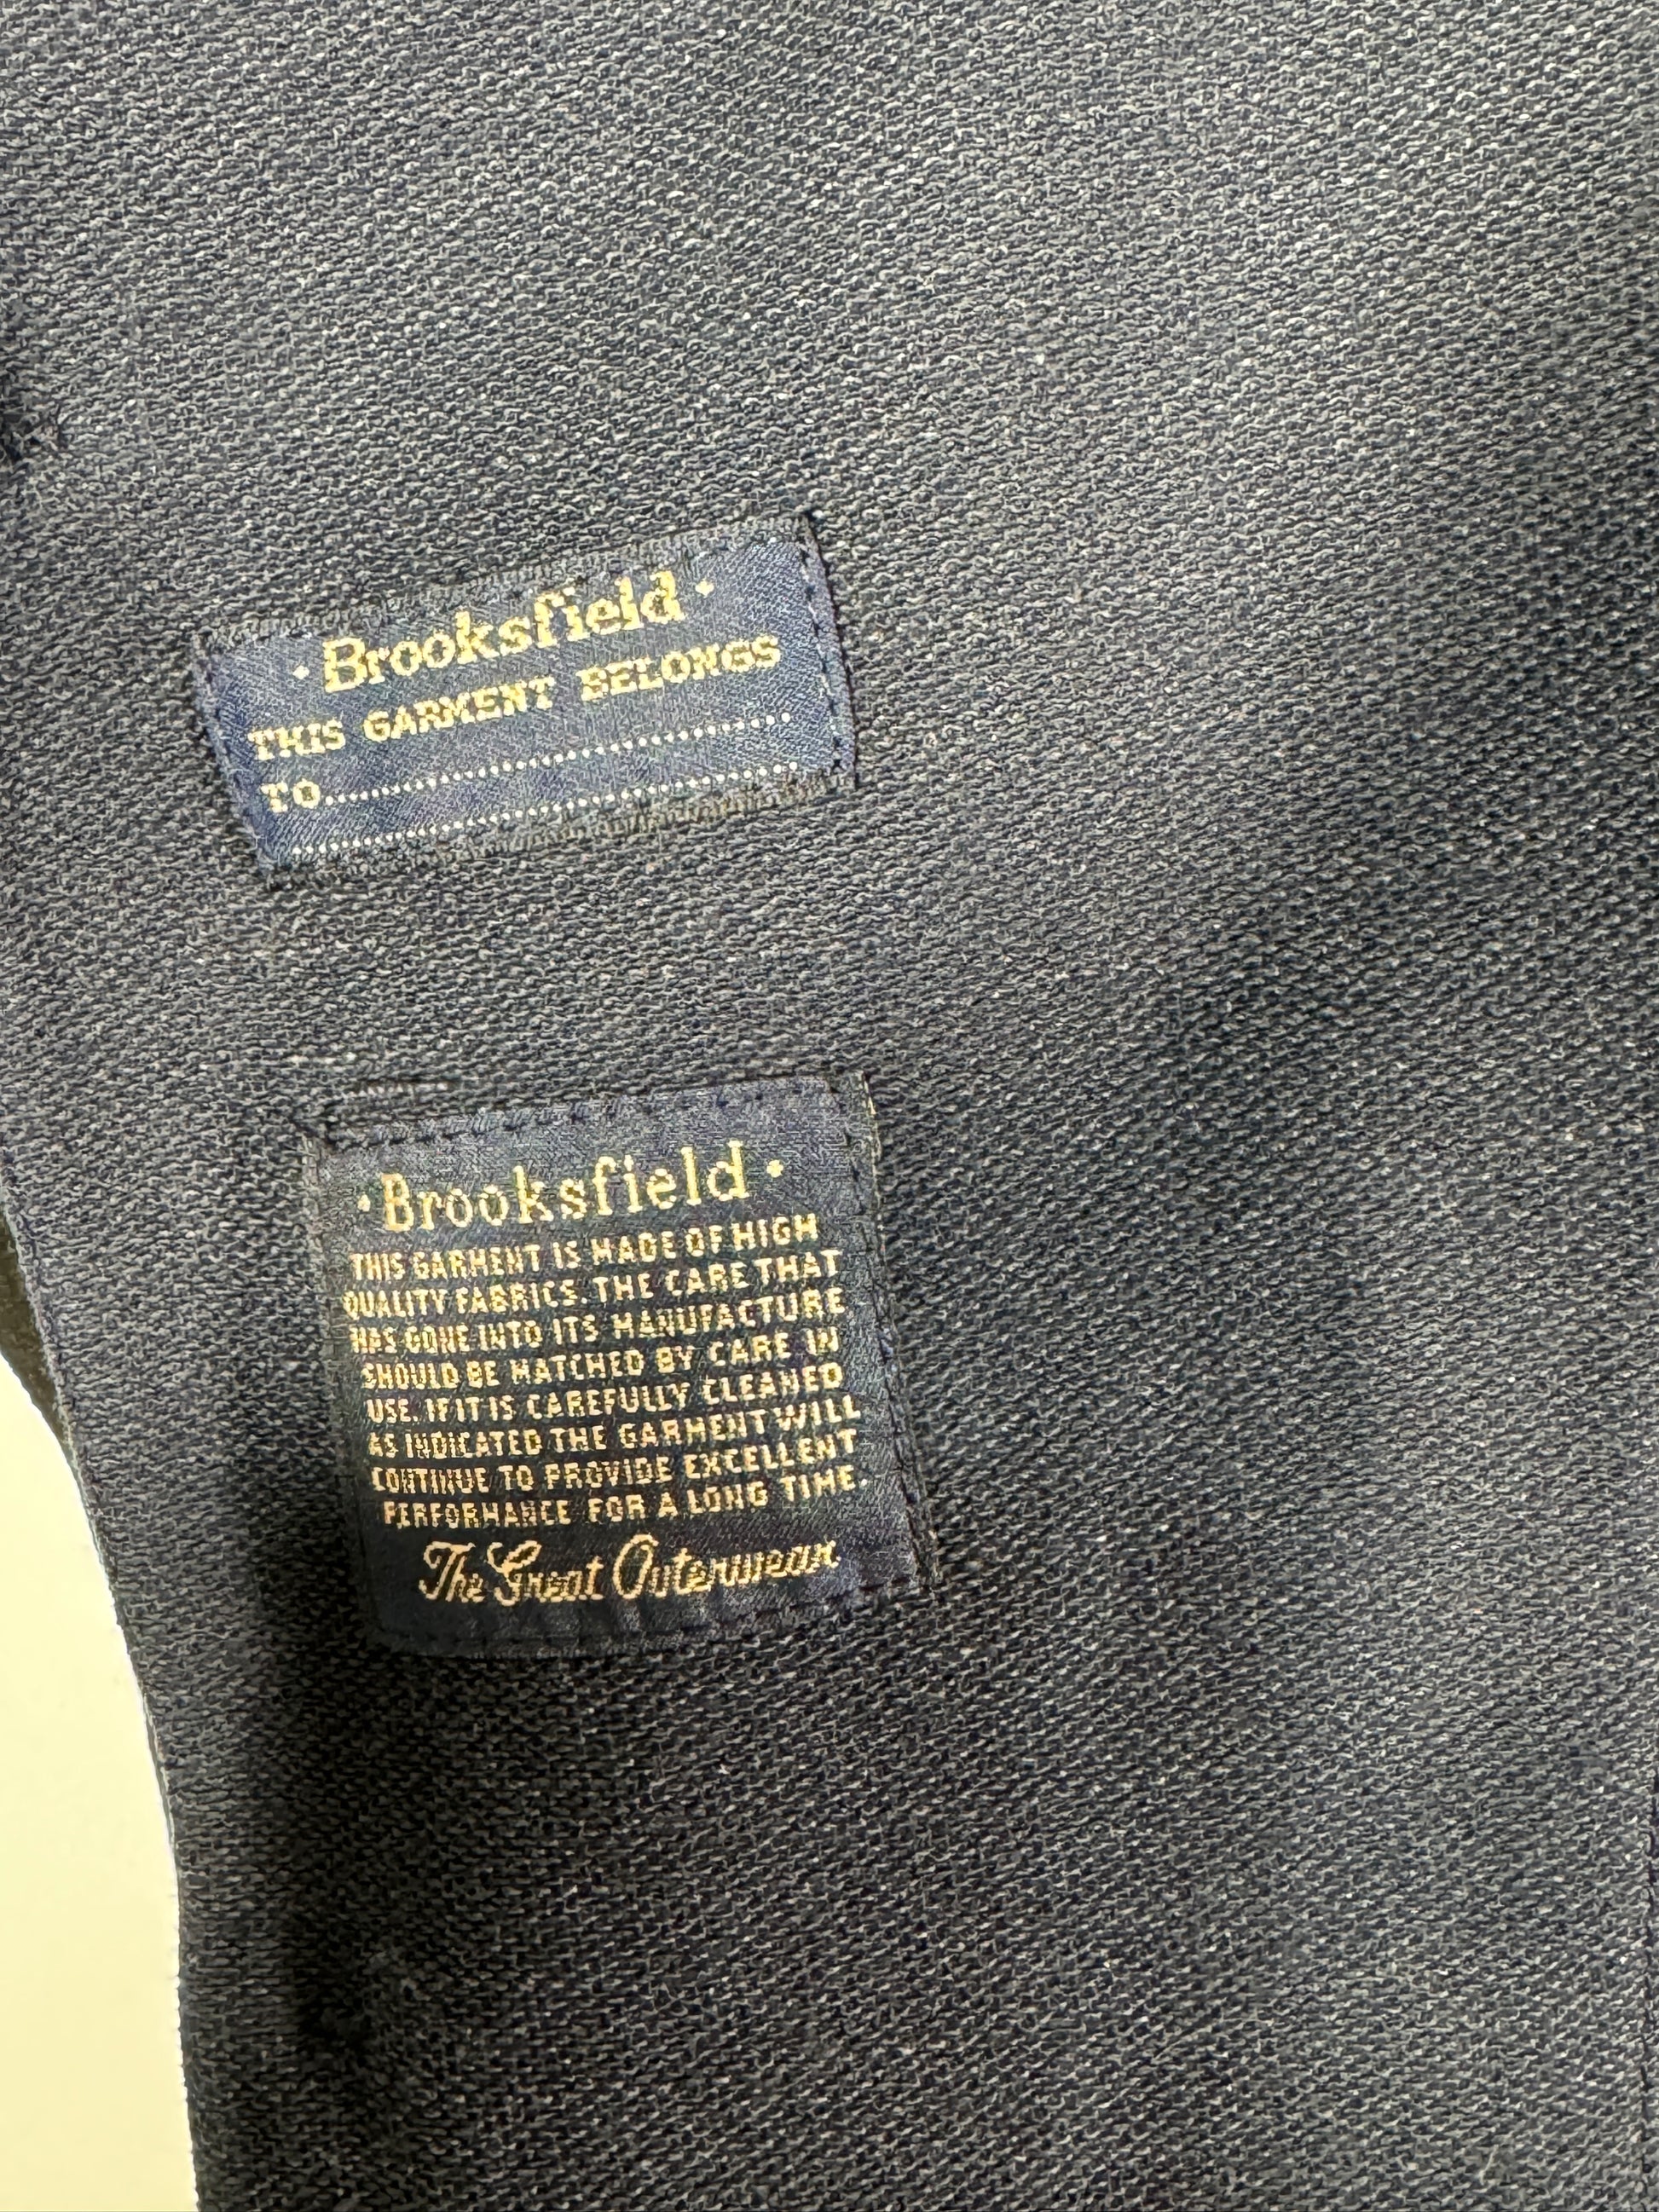 ·Brooksfield·
THIS GARMENT BELONGS
TO........................................
........................................
·Brooksfield·
THIS GARMENT IS MADE OF HIGH
QUALITY FABRICS. THE CARE THAT
HAS GONE INTO ITS MANUFACTURE
SHOULD BE MATCHED BY CARE IN
USE. IF IT IS CAREFULLY CLEANED
AS INDICATED THE GARMENT WILL
CONTINUE TO PROVIDE EXCELLENT
PERFORMANCE FOR A LONG TIME.
The Great Outerwear